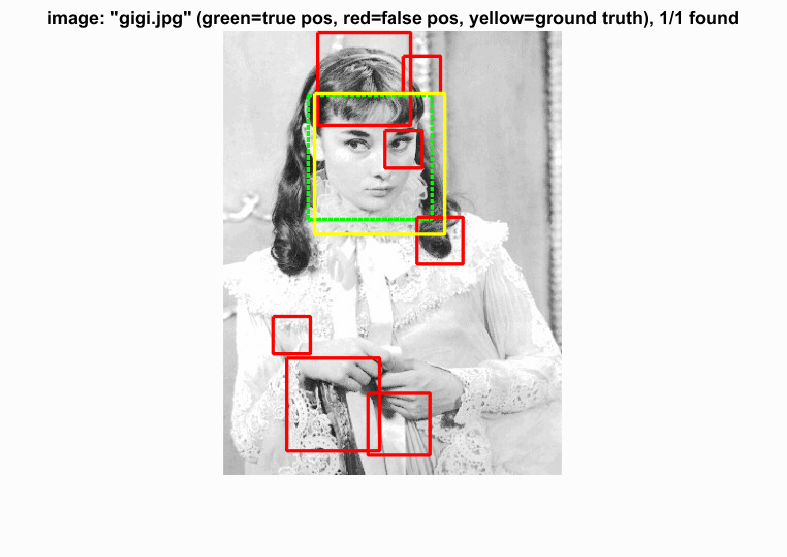 image: "gigi.jpg" (green=true pos, red=false pos, yellow=ground truth), 1/1 found